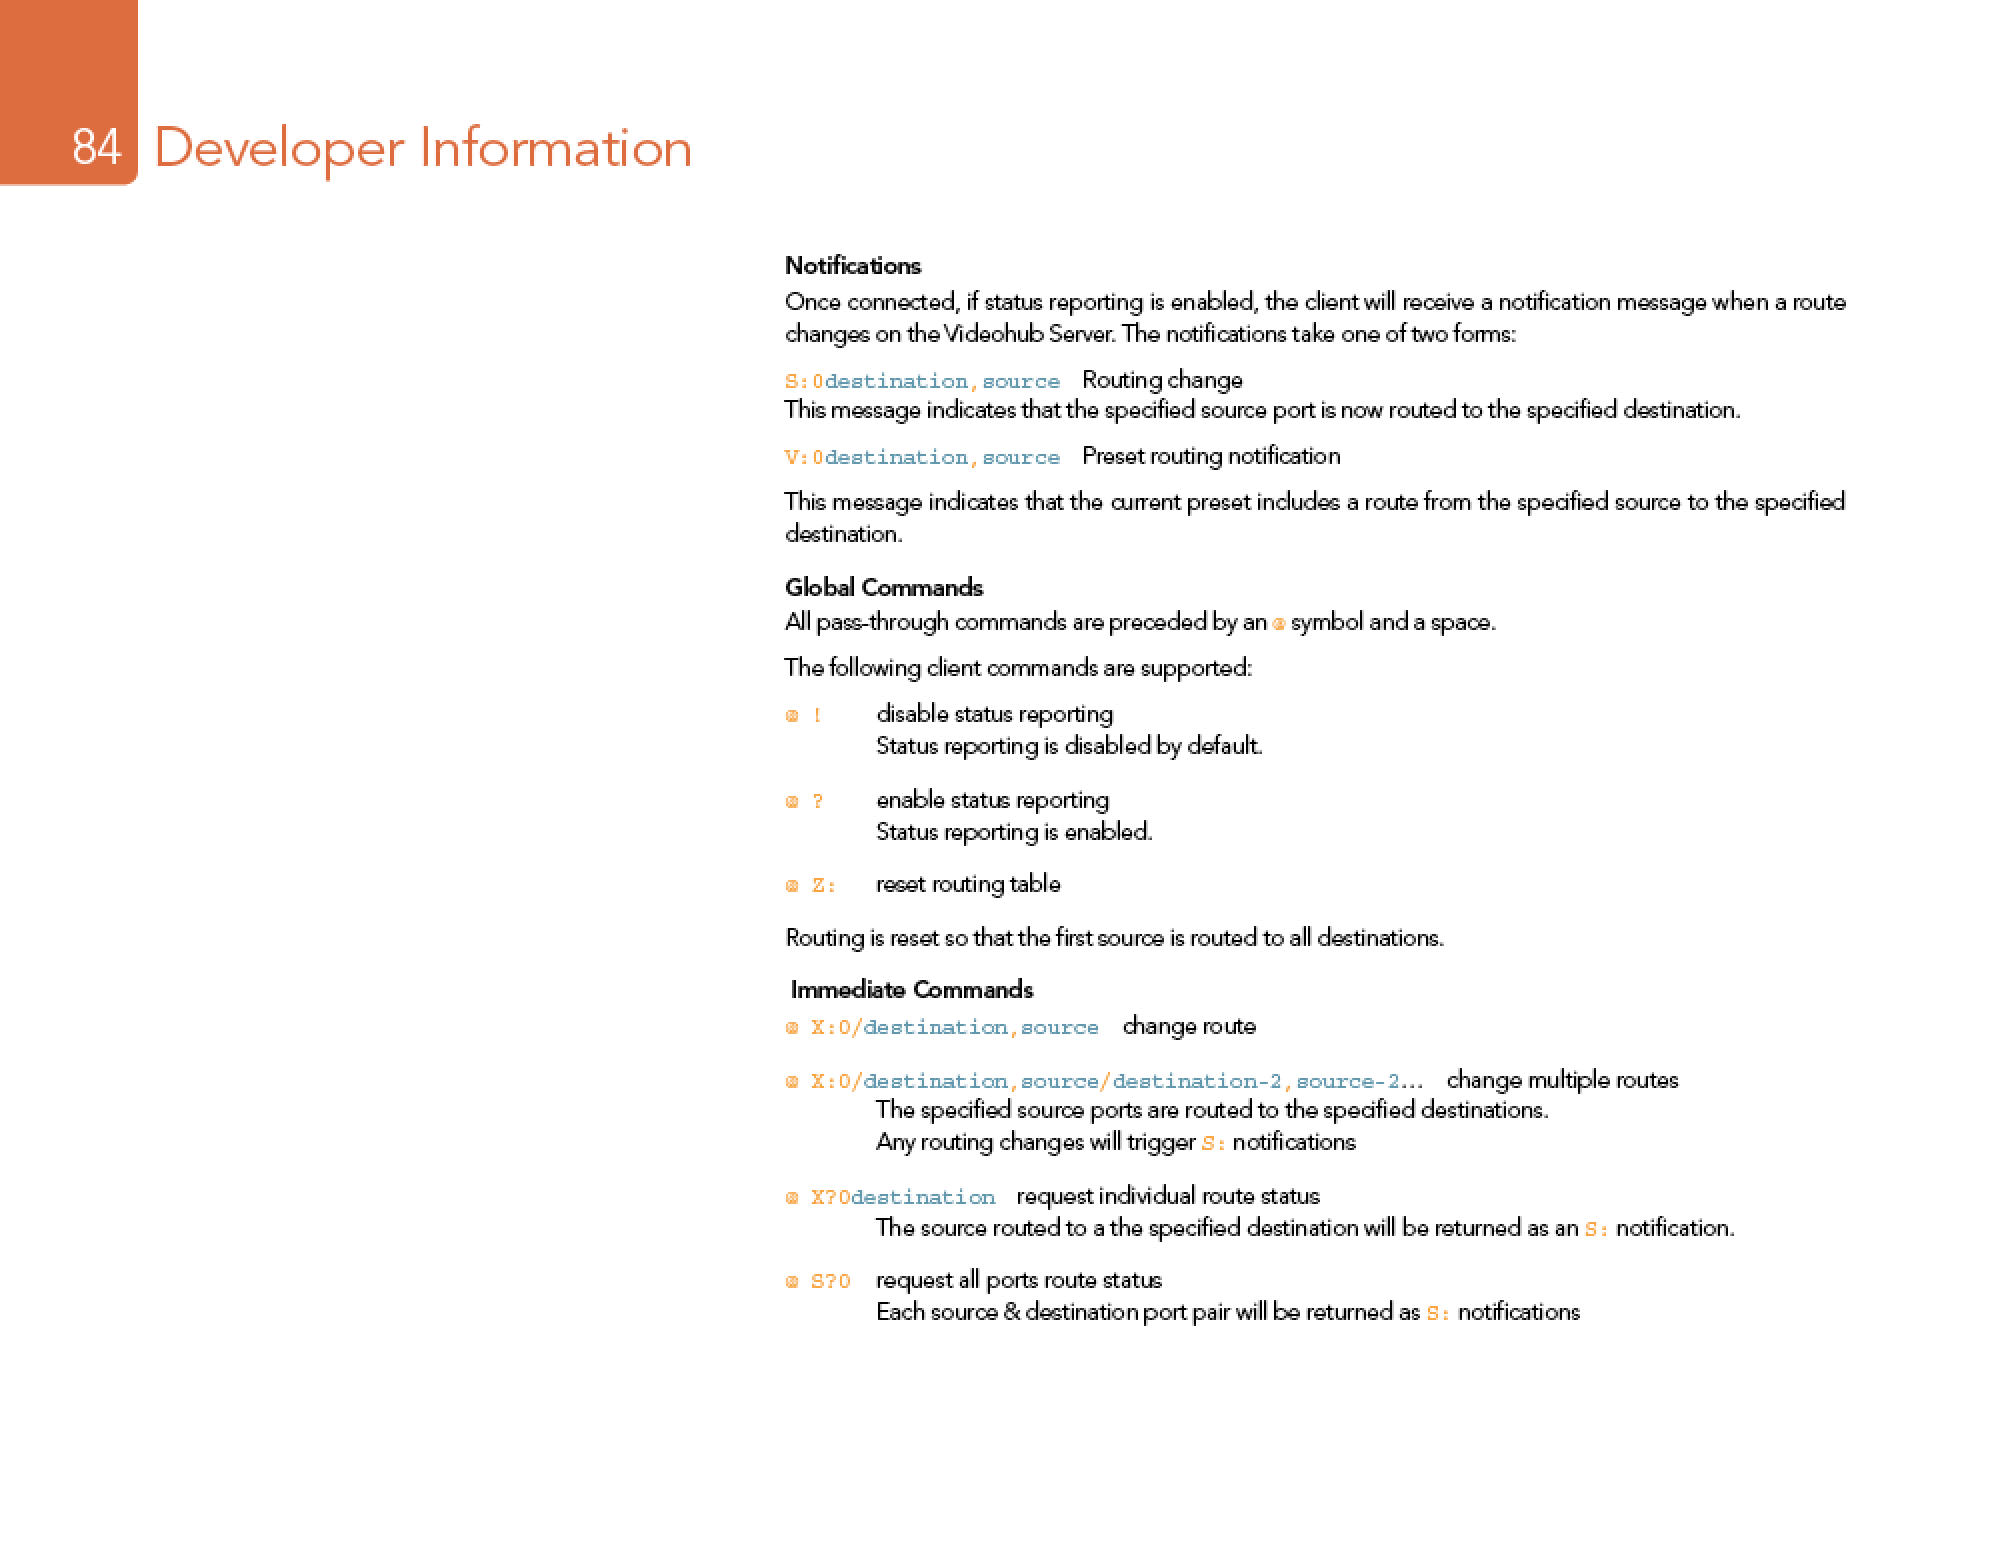 84 Developer Information
Notifications
Once connected, if status reporting is enabled, the client will receive a notification message when a route
changes on the Videohub Server. The notifications take one of two forms:
S:0destination,source Routing change
This message indicates that the specified source port is now routed to the specified destination.
V:0destination,source Preset routing notification
This message indicates that the current preset includes a route from the specified source to the specified
destination.
Global Commands
All pass-through commands are preceded by an @ symbol and a space.
The following client commands are supported:
@ ! disable status reporting
Status reporting is disabled by default.
@ ? enable status reporting
Status reporting is enabled.
@ Z: reset routing table
Routing is reset so that the first source is routed to all destinations.
Immediate Commands
@ X:0/destination,source change route
@ X:0/destination,source/destination-2,source-2… change multiple routes
The specified source ports are routed to the specified destinations.
Any routing changes will trigger S: notifications
@ X?0destination request individual route status
The source routed to a the specified destination will be returned as an S: notification.
@ S?0 request all ports route status
Each source & destination port pair will be returned as S: notifications